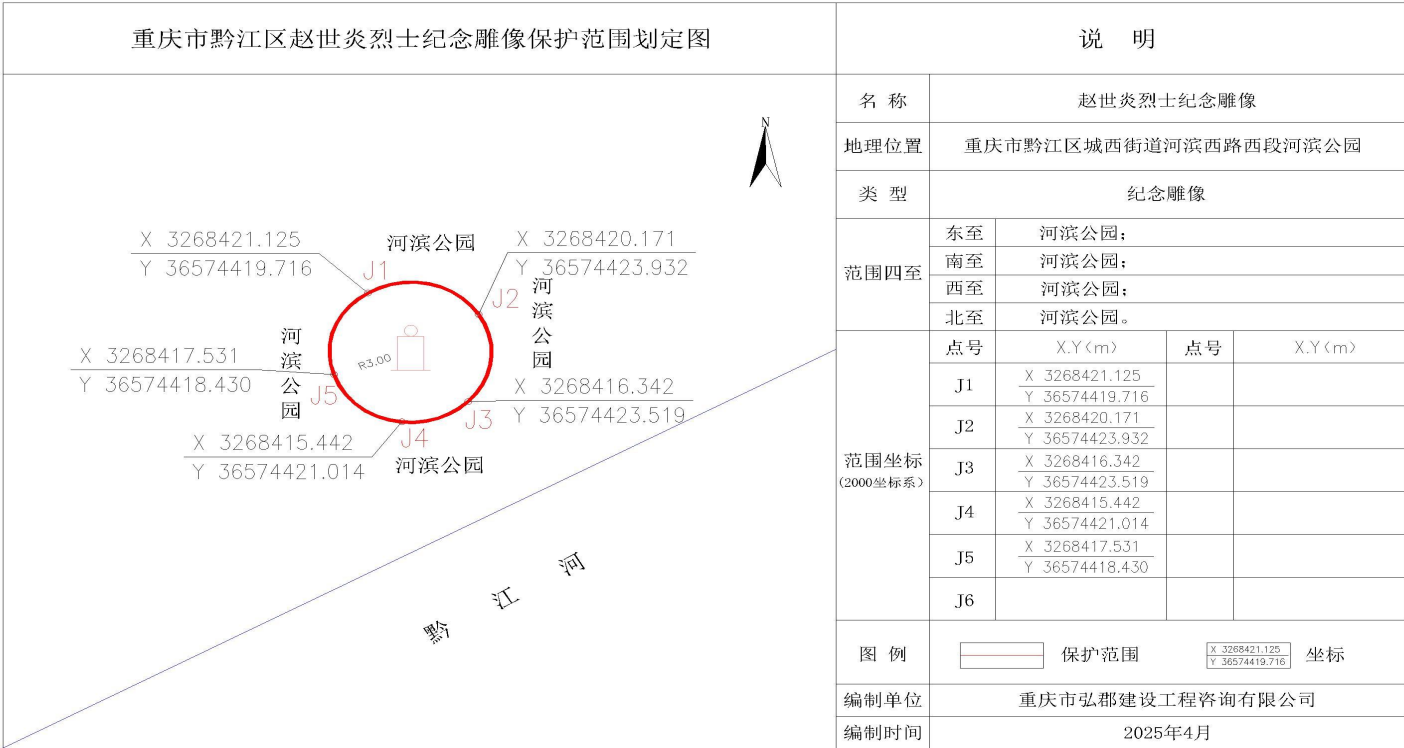 重庆市黔江区赵世炎烈士纪念雕像保护范围划定图
N
X 3268421.125
Y 36574419.716
J1
河滨公园
X 3268420.171
Y 36574423.932
J2
河滨公园
河滨公园
X 3268417.531
Y 36574418.430
J5
R3.00
X 3268416.342
Y 36574423.519
J3
J4
X 3268415.442
Y 36574421.014
河滨公园
黔江河
说 明
名 称 赵世炎烈士纪念雕像
地理位置 重庆市黔江区城西街道河滨西路西段河滨公园
类 型 纪念雕像
范围四至
东至 河滨公园；
南至 河滨公园；
西至 河滨公园；
北至 河滨公园。
范围坐标
(2000坐标系)
点号 X.Y(m) 点号 X.Y(m)
J1
X 3268421.125
Y 36574419.716
J2
X 3268420.171
Y 36574423.932
J3
X 3268416.342
Y 36574423.519
J4
X 3268415.442
Y 36574421.014
J5
X 3268417.531
Y 36574418.430
J6
图 例 保护范围
X 3268421.125
Y 36574419.716
坐标
编制单位 重庆市弘郡建设工程咨询有限公司
编制时间 2025年4月